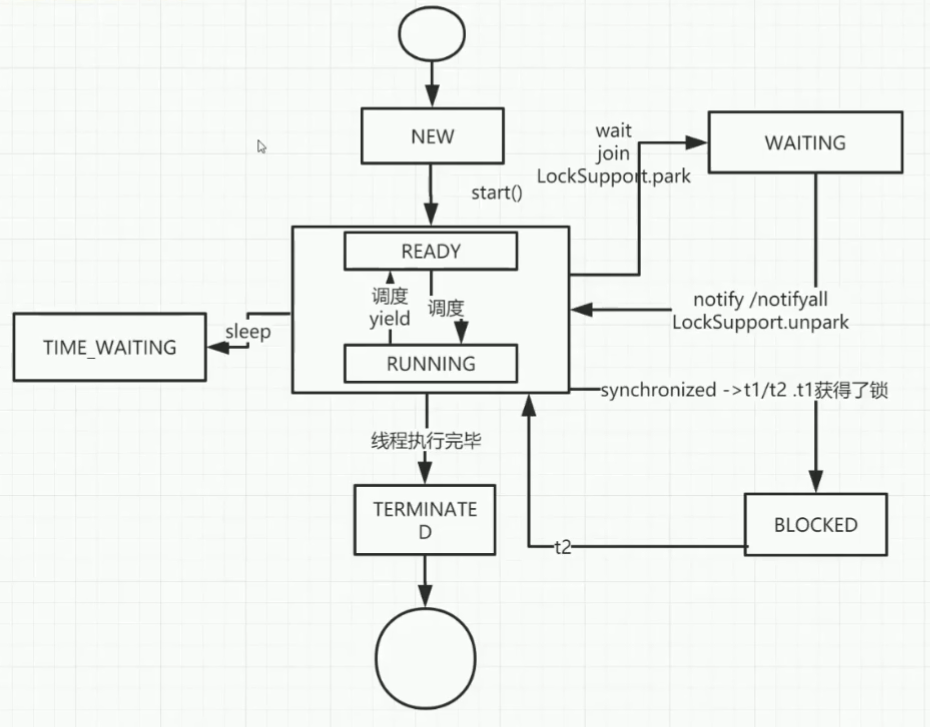 NEW
start()
wait
join
LockSupport.park
WAITING
READY
调度
yield
调度
RUNNING
sleep
TIME_WAITING
notify /notifyall
LockSupport.unpark
synchronized ->t1/t2 .t1获得了锁
线程执行完毕
TERMINATE
D
BLOCKED
t2